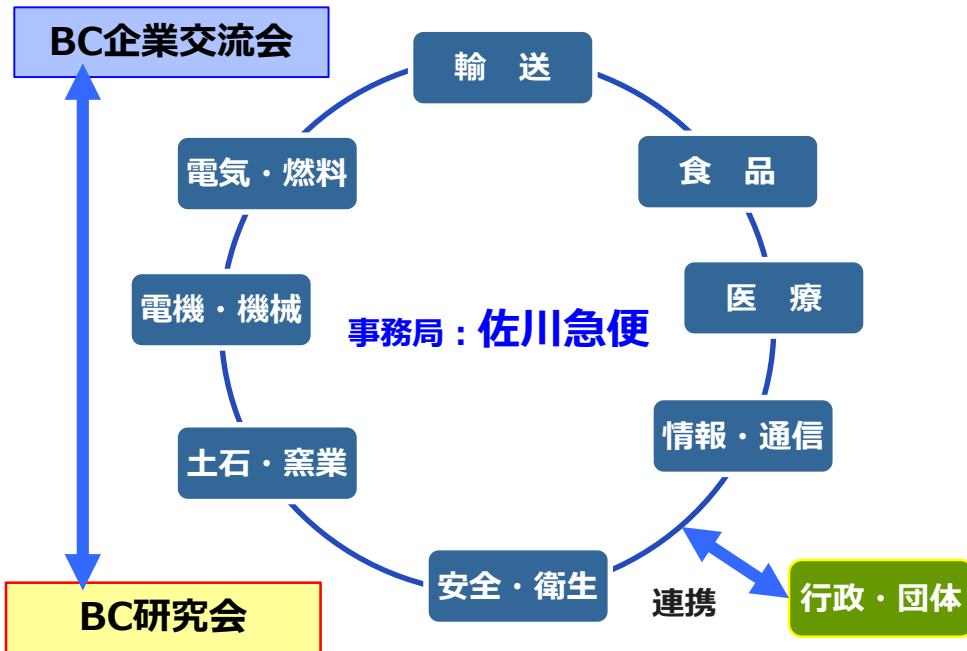 BC企業交流会
輸　送
電気・燃料
食　品
電機・機械
医　療
事務局：佐川急便
土石・窯業
情報・通信
安全・衛生
連携
行政・団体
BC研究会